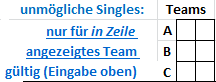 unmögliche Singles: Teams
nur für in Zeile A
angezeigtes Team B
gültig (Eingabe oben) C